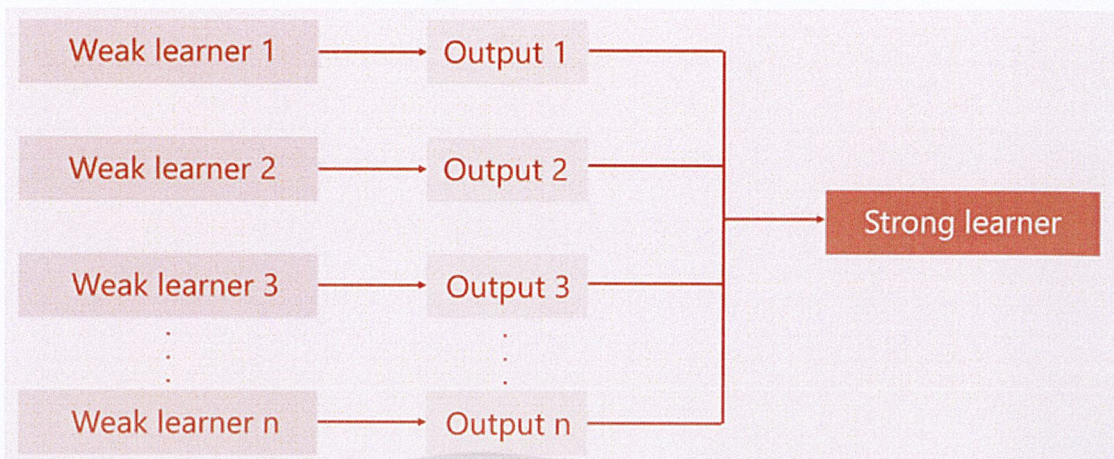 Weak learner 1
Output 1
Weak learner 2
Output 2
Strong learner
Weak learner 3
Output 3
Weak learner n
Output n